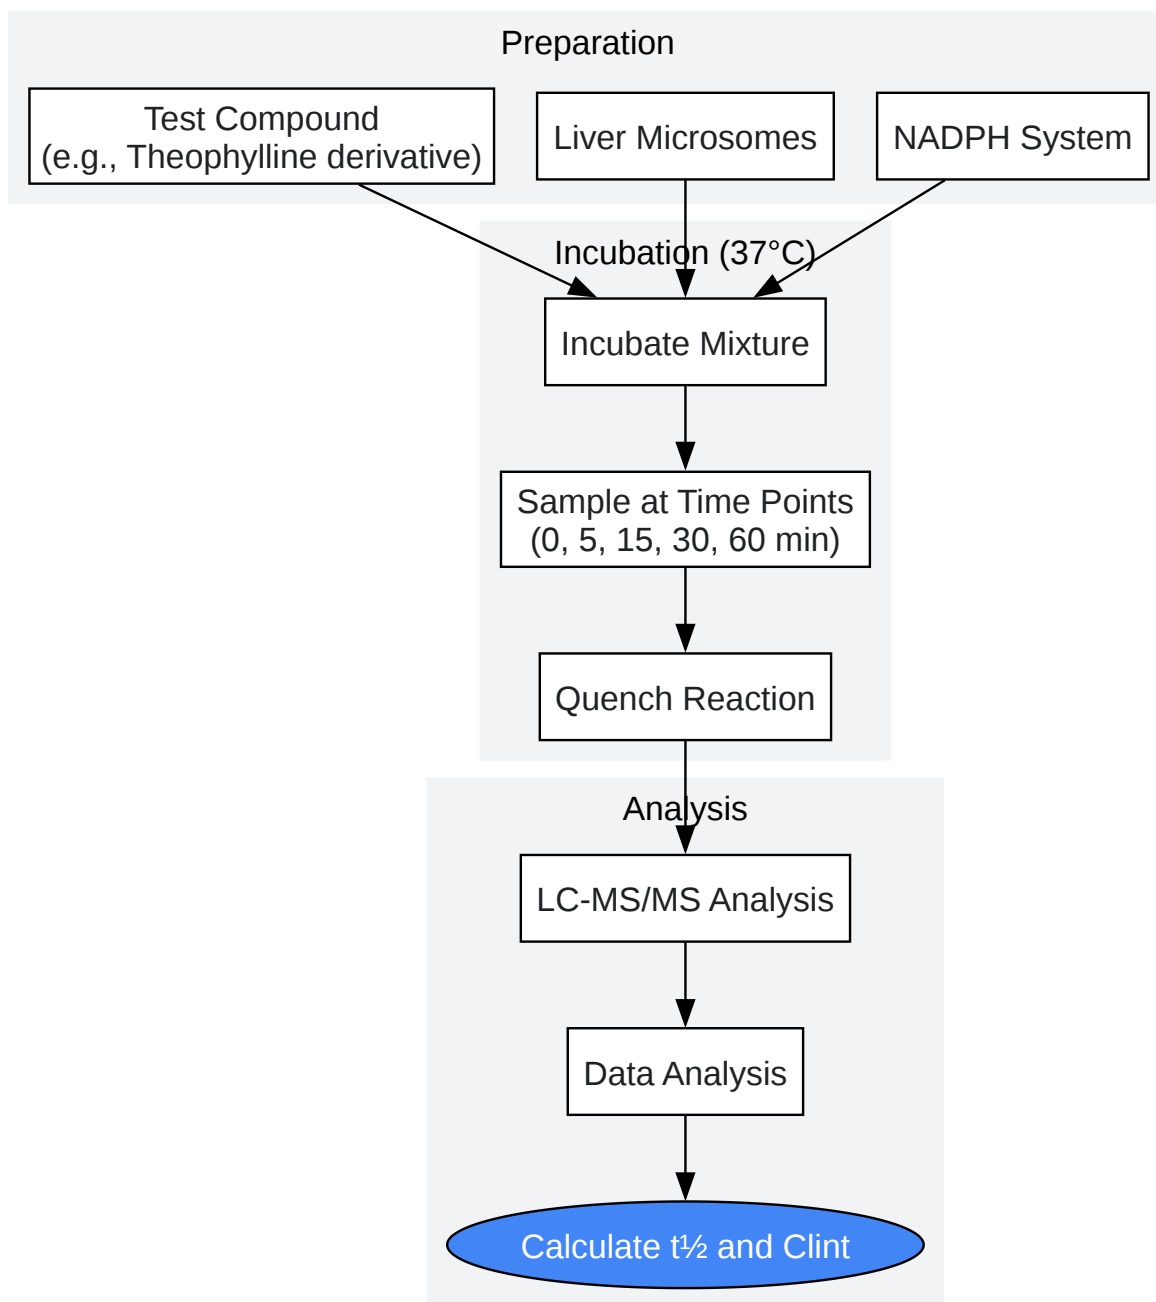 Preparation
Test Compound
(e.g., Theophylline derivative)
Liver Microsomes
NADPH System
Incubation (37°C)
Incubate Mixture
Sample at Time Points
(0, 5, 15, 30, 60 min)
Quench Reaction
Analysis
LC-MS/MS Analysis
Data Analysis
Calculate t½ and Clint